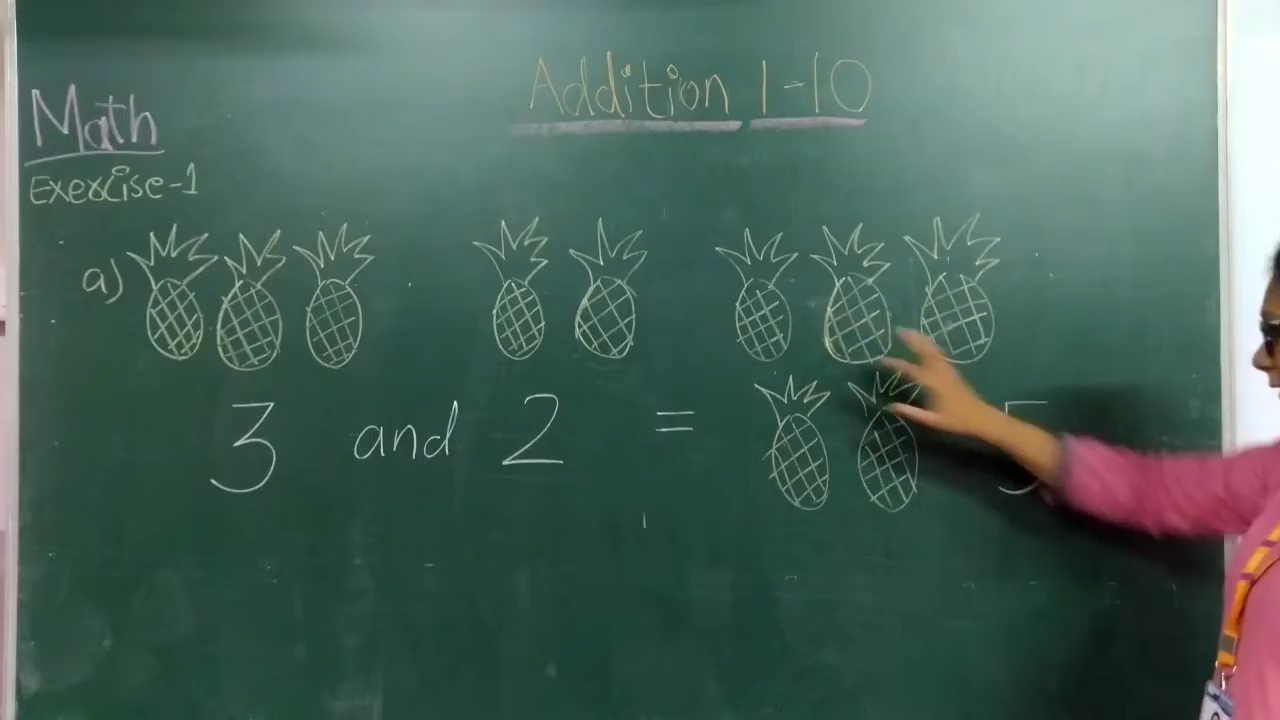 Addition 1-10
Math
Exercise-1
a)
3 and 2 = 5